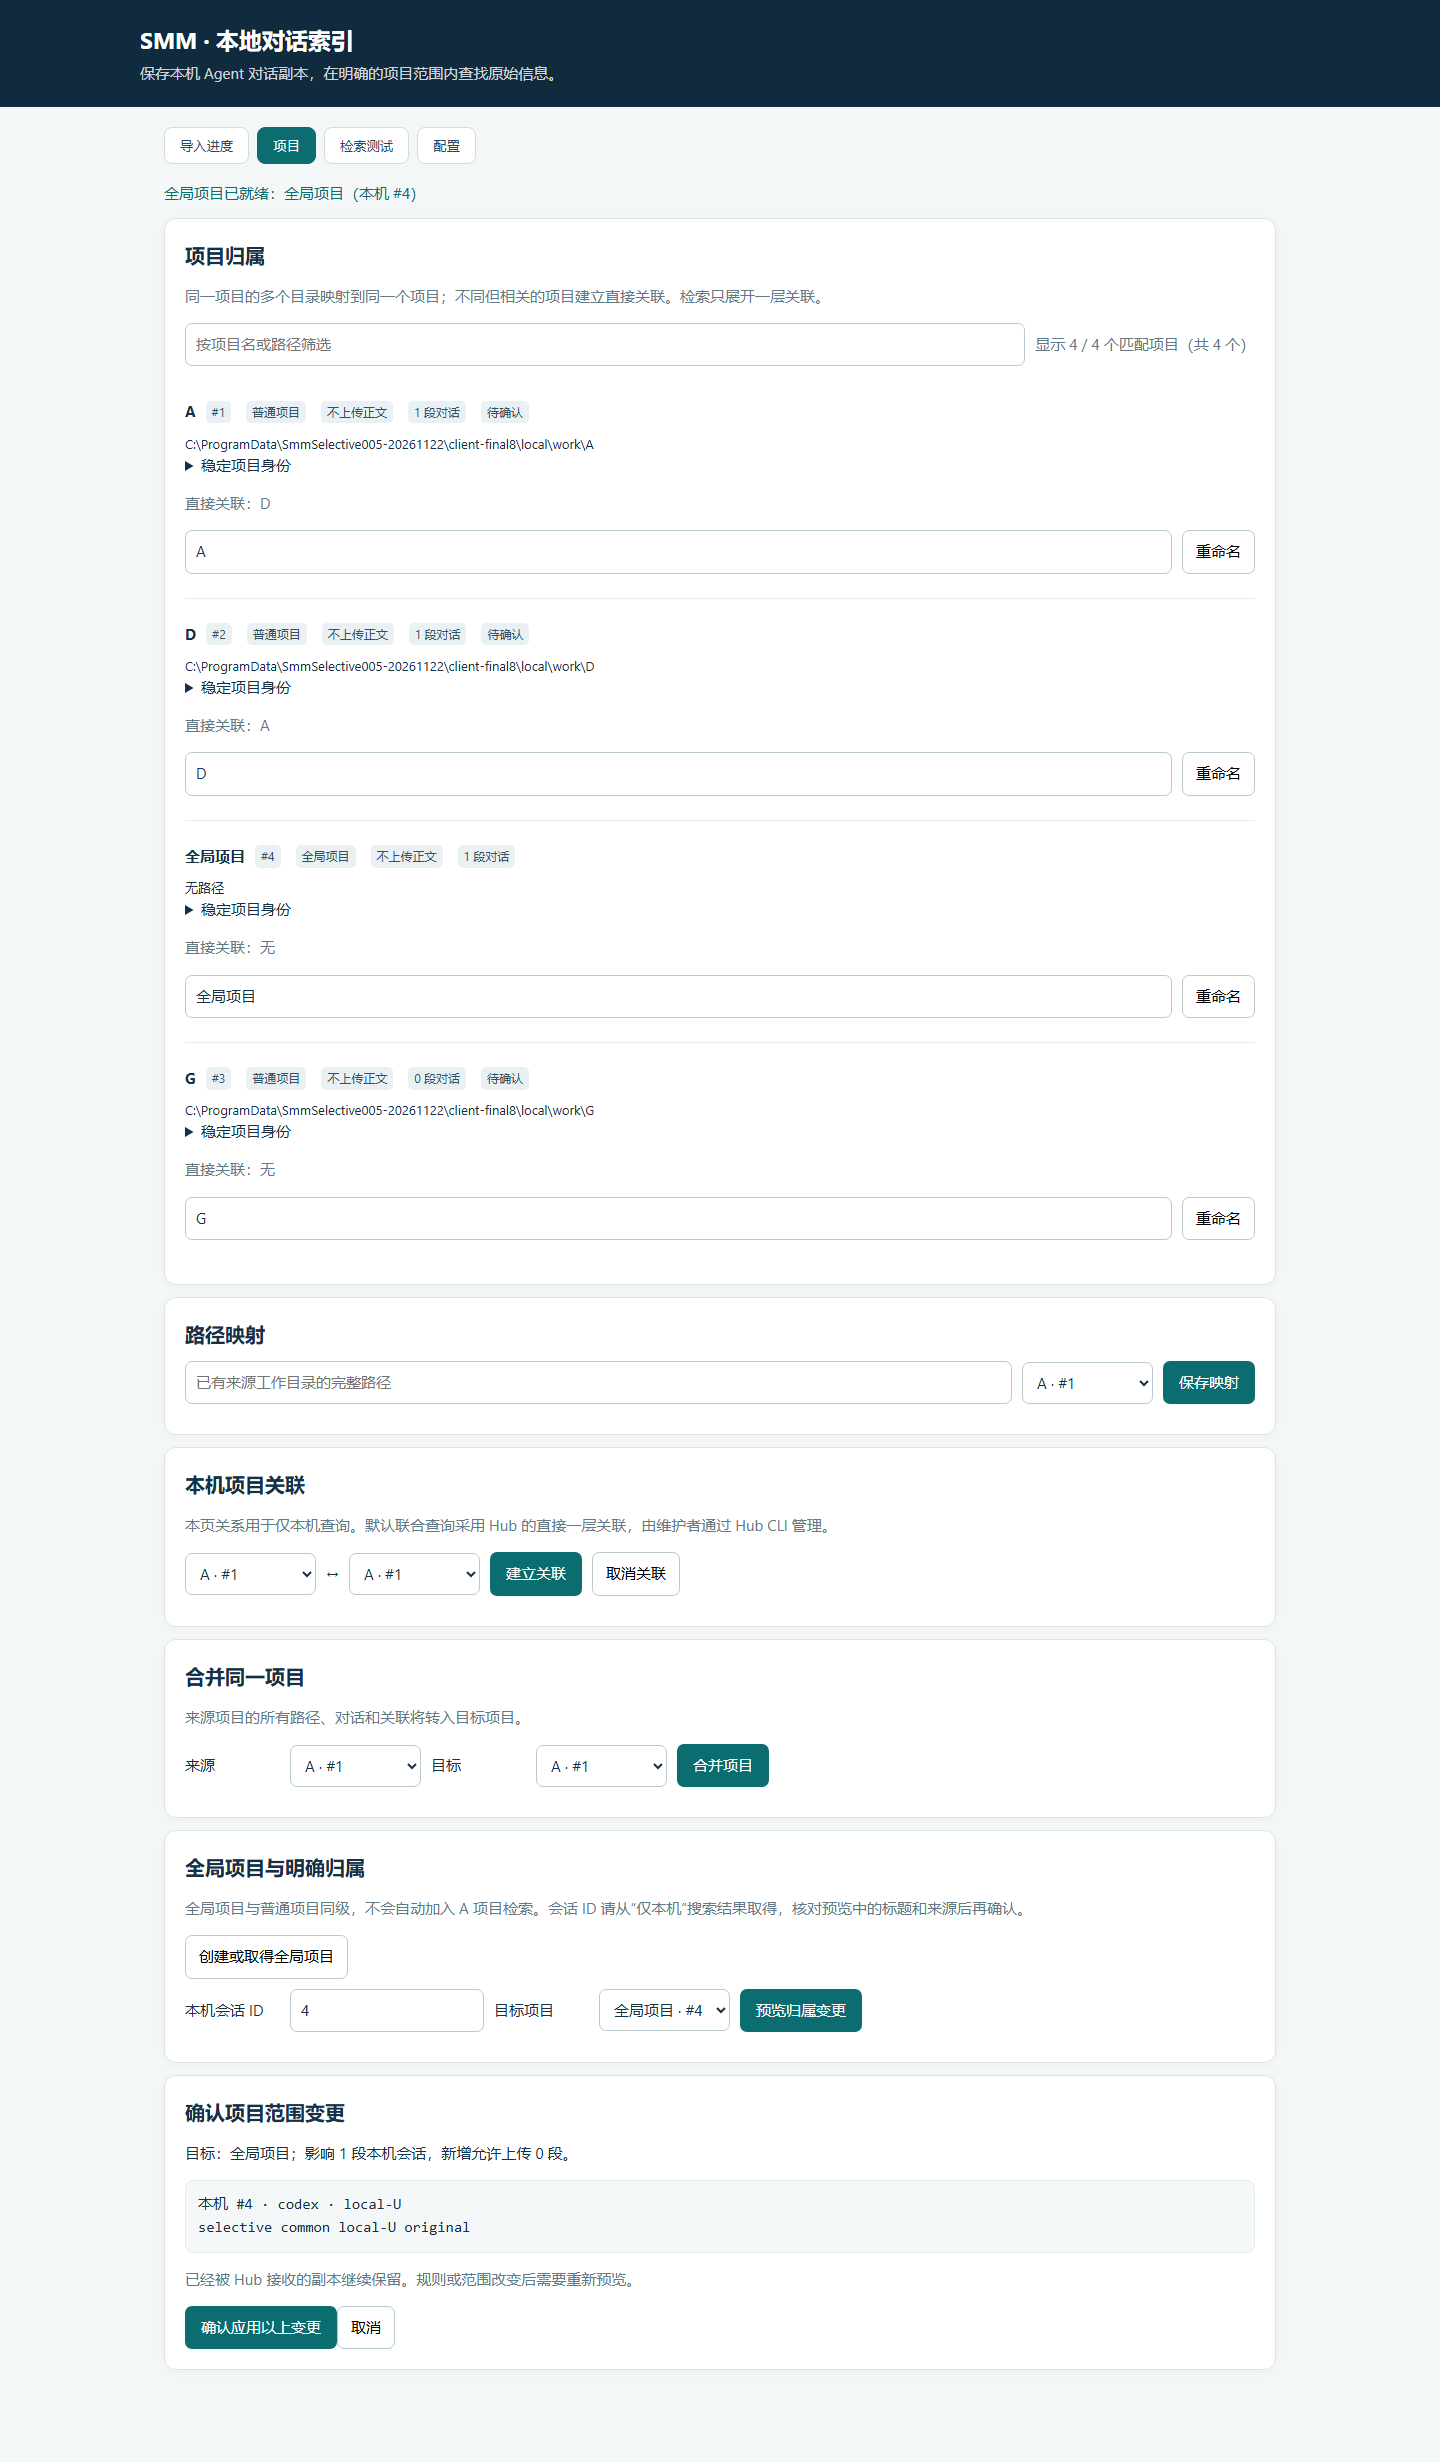 SMM · 本地对话索引
保存本机 Agent 对话副本，在明确的项目范围内查找原始信息。
导入进度 项目 检索测试 配置
全局项目已就绪：全局项目（本机 #4）
项目归属
同一项目的多个目录映射到同一个项目；不同但相关的项目建立直接关联。检索只展开一层关联。
按项目名或路径筛选 显示 4 / 4 个匹配项目（共 4 个）
A #1 普通项目 不上传正文 1 段对话 待确认
C:\ProgramData\SmmSelective005-20261122\client-final8\local\work\A
▶ 稳定项目身份
直接关联：D
A 重命名
D #2 普通项目 不上传正文 1 段对话 待确认
C:\ProgramData\SmmSelective005-20261122\client-final8\local\work\D
▶ 稳定项目身份
直接关联：A
D 重命名
全局项目 #4 全局项目 不上传正文 1 段对话
无路径
▶ 稳定项目身份
直接关联：无
全局项目 重命名
G #3 普通项目 不上传正文 0 段对话 待确认
C:\ProgramData\SmmSelective005-20261122\client-final8\local\work\G
▶ 稳定项目身份
直接关联：无
G 重命名
路径映射
已有来源工作目录的完整路径 A · #1 保存映射
本机项目关联
本页关系用于仅本机查询。默认联合查询采用 Hub 的直接一层关联，由维护者通过 Hub CLI 管理。
A · #1 ↔ A · #1 建立关联 取消关联
合并同一项目
来源项目的所有路径、对话和关联将转入目标项目。
来源 A · #1 目标 A · #1 合并项目
全局项目与明确归属
全局项目与普通项目同级，不会自动加入 A 项目检索。会话 ID 请从“仅本机”搜索结果取得，核对预览中的标题和来源后再确认。
创建或取得全局项目
本机会话 ID 4 目标项目 全局项目 · #4 预览归属变更
确认项目范围变更
目标：全局项目；影响 1 段本机会话，新增允许上传 0 段。
本机 #4 · codex · local-U
selective common local-U original
已经被 Hub 接收的副本继续保留。规则或范围改变后需要重新预览。
确认应用以上变更 取消